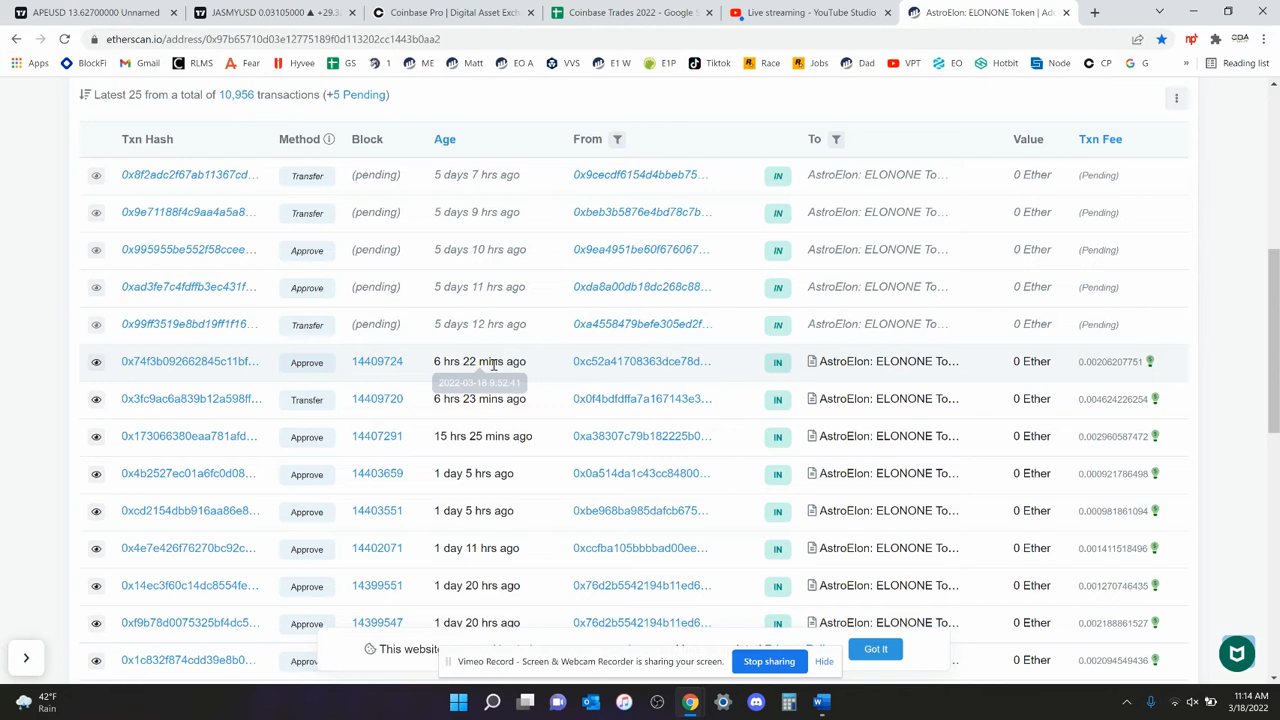 APEUSD 13.62700000 Unnamed
JASMYUSD 0.03105000 ▲ +29.3
Coinbase Pro | Digital Asset Exch
Coinbase Trades 2022 - Google S
Live streaming - YouTube Studio
AstroElon: ELONONE Token | Add
etherscan.io/address/0x97b65710d03e12775189f0d113202cc1443b0aa2
Apps BlockFi Gmail RLMS Fear Hyvee GS 1 ME Matt EO A VVS E1 W E1P Tiktok Race Jobs Dad VPT EO Hotbit Node CP G » Reading list
Latest 25 from a total of 10,956 transactions (+5 Pending)
Txn Hash Method Block Age From To Value Txn Fee
0x8f2adc2f67ab11367cd... Transfer (pending) 5 days 7 hrs ago 0x9cecdf6154d4bbeb75... IN AstroElon: ELONONE To... 0 Ether (Pending)
0x9e71188f4c9aa4a5a8... Transfer (pending) 5 days 9 hrs ago 0xbeb3b5876e4bd78c7b... IN AstroElon: ELONONE To... 0 Ether (Pending)
0x995955be552f58ccee... Approve (pending) 5 days 10 hrs ago 0x9ea4951be60f676067... IN AstroElon: ELONONE To... 0 Ether (Pending)
0xad3fe7c4fdffb3ec431f... Approve (pending) 5 days 11 hrs ago 0xda8a00db18dc268c88... IN AstroElon: ELONONE To... 0 Ether (Pending)
0x99ff3519e8bd19ff1f16... Transfer (pending) 5 days 12 hrs ago 0xa4558479befe305ed2f... IN AstroElon: ELONONE To... 0 Ether (Pending)
0x74f3b092662845c11bf... Approve 14409724 6 hrs 22 mins ago 0xc52a41708363dce78d... IN AstroElon: ELONONE To... 0 Ether 0.00206207751
2022-03-18 9:52:41
0x3fc9ac6a839b12a598ff... Transfer 14409720 6 hrs 23 mins ago 0x0f4bdfdffa7a167143e3... IN AstroElon: ELONONE To... 0 Ether 0.004624226254
0x173066380eaa781afd... Approve 14407291 15 hrs 25 mins ago 0xa38307c79b182225b0... IN AstroElon: ELONONE To... 0 Ether 0.002960587472
0x4b2527ec01a6fc0d08... Approve 14403659 1 day 5 hrs ago 0x0a514da1c43cc84800... IN AstroElon: ELONONE To... 0 Ether 0.000921786498
0xcd2154dbb916aa86e8... Approve 14403551 1 day 5 hrs ago 0xbe968ba985dafcb675... IN AstroElon: ELONONE To... 0 Ether 0.000981861094
0x4e7e426f76270bc92c... Approve 14402071 1 day 11 hrs ago 0xccfba105bbbbad00ee... IN AstroElon: ELONONE To... 0 Ether 0.001411518496
0x14ec3f60c14dc8554fe... Approve 14399551 1 day 20 hrs ago 0x76d2b5542194b11ed6... IN AstroElon: ELONONE To... 0 Ether 0.001270746435
0xf9b78d0075325bf4dc5... Approve 14399547 1 day 20 hrs ago 0x76d2b5542194b11ed6... IN AstroElon: ELONONE To... 0 Ether 0.002188861527
0x1c832f874cdd39e8b0... 0 Ether 0.002094549436
This website Got It
Vimeo Record - Screen & Webcam Recorder is sharing your screen. Stop sharing Hide
42°F
Rain
11:14 AM
3/18/2022